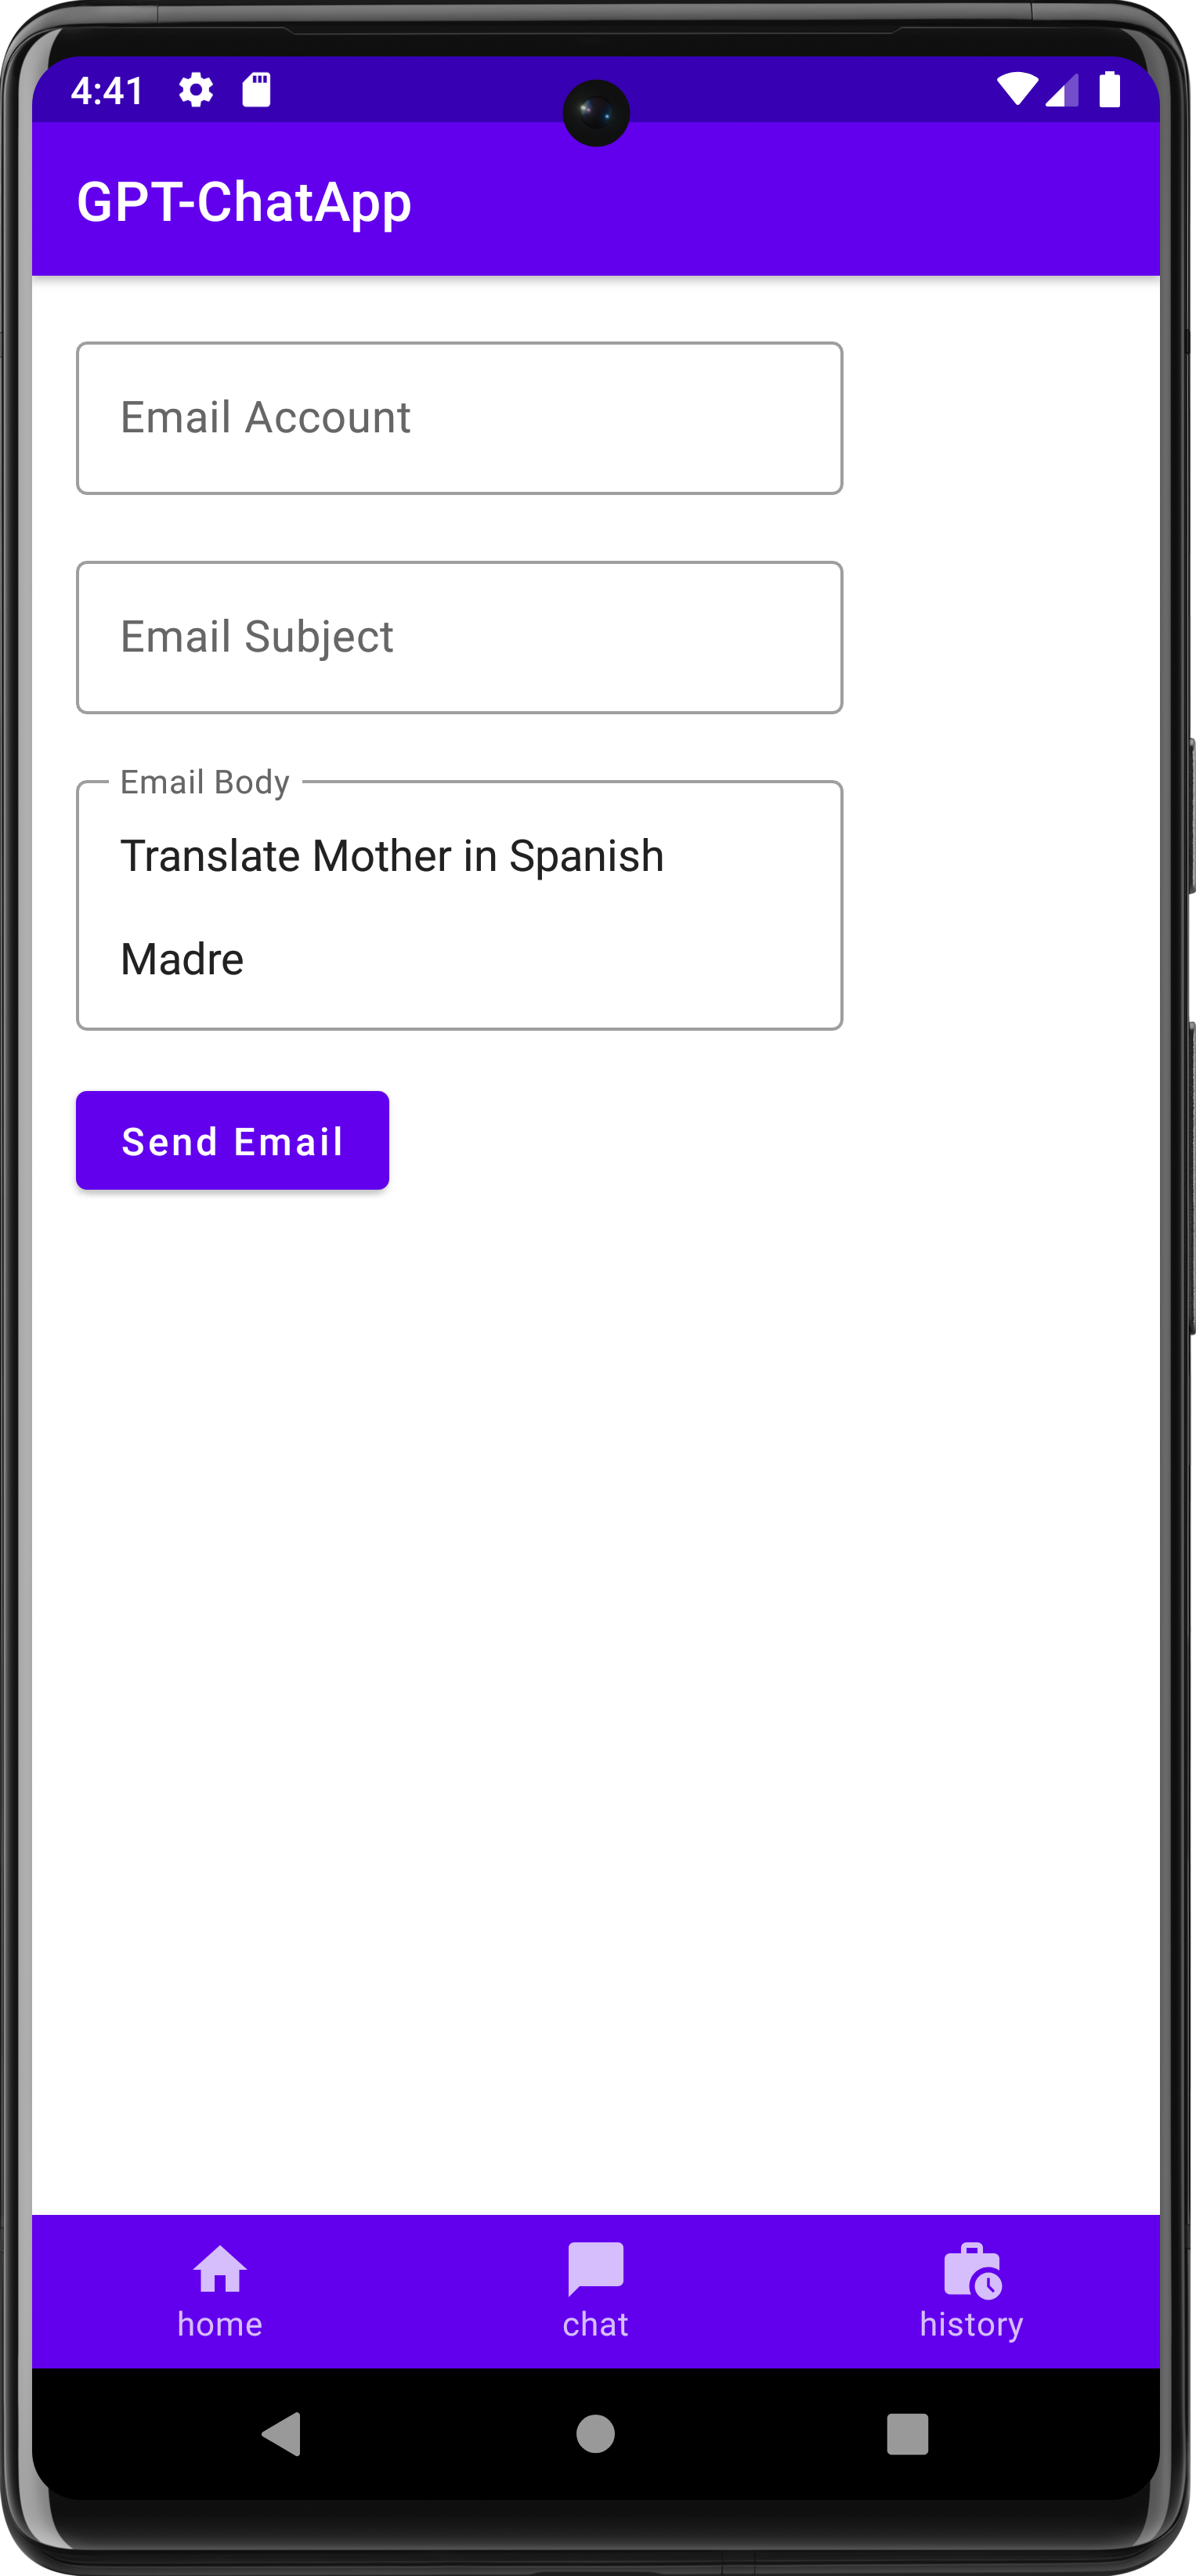 4:41
GPT-ChatApp
Email Account
Email Subject
Email Body
Translate Mother in Spanish
Madre
Send Email
home
chat
history